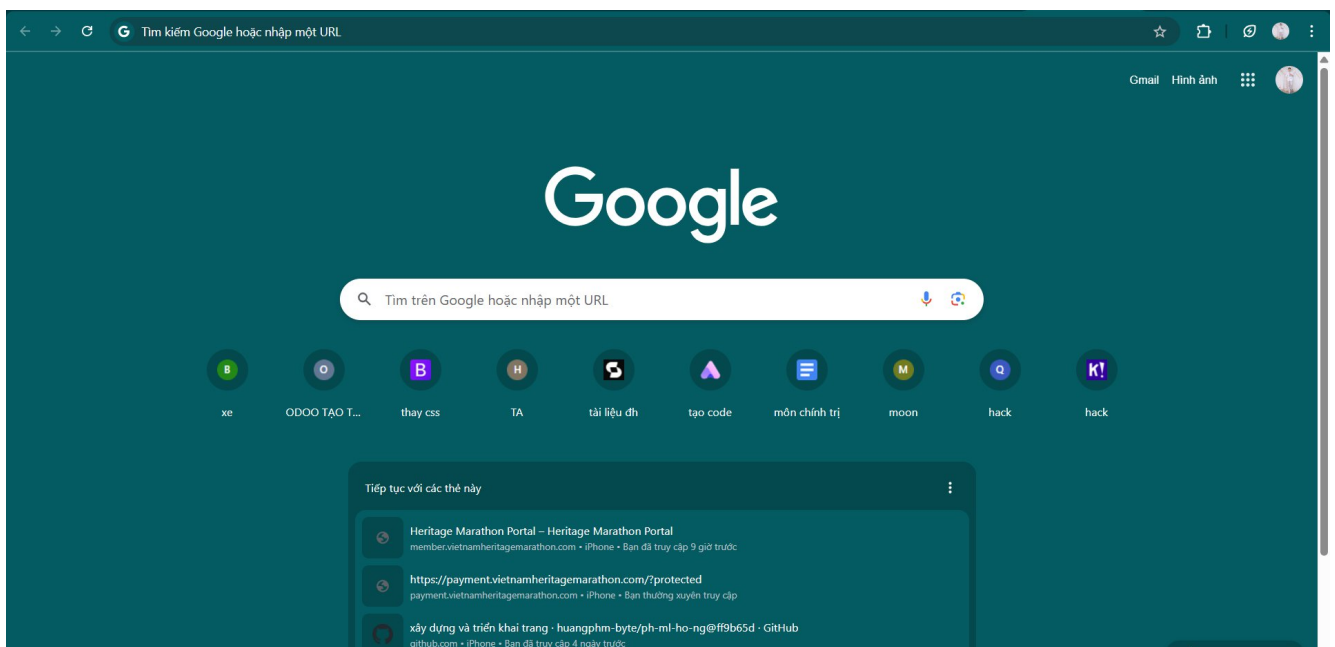 Tìm kiếm Google hoặc nhập một URL
Gmail Hình ảnh
Google
Tìm trên Google hoặc nhập một URL
B O B H M Q K!
xe ODOO TẠO T... thay css TA tài liệu đh tạo code môn chính trị moon hack hack
Tiếp tục với các thẻ này
Heritage Marathon Portal – Heritage Marathon Portal
member.vietnamheritagemarathon.com • iPhone • Bạn đã truy cập 9 giờ trước
https://payment.vietnamheritagemarathon.com/?protected
payment.vietnamheritagemarathon.com • iPhone • Bạn thường xuyên truy cập
xây dựng và triển khai trang · huangphm-byte/ph-ml-ho-ng@ff9b65d · GitHub
github.com • iPhone • Bạn đã truy cập 4 ngày trước